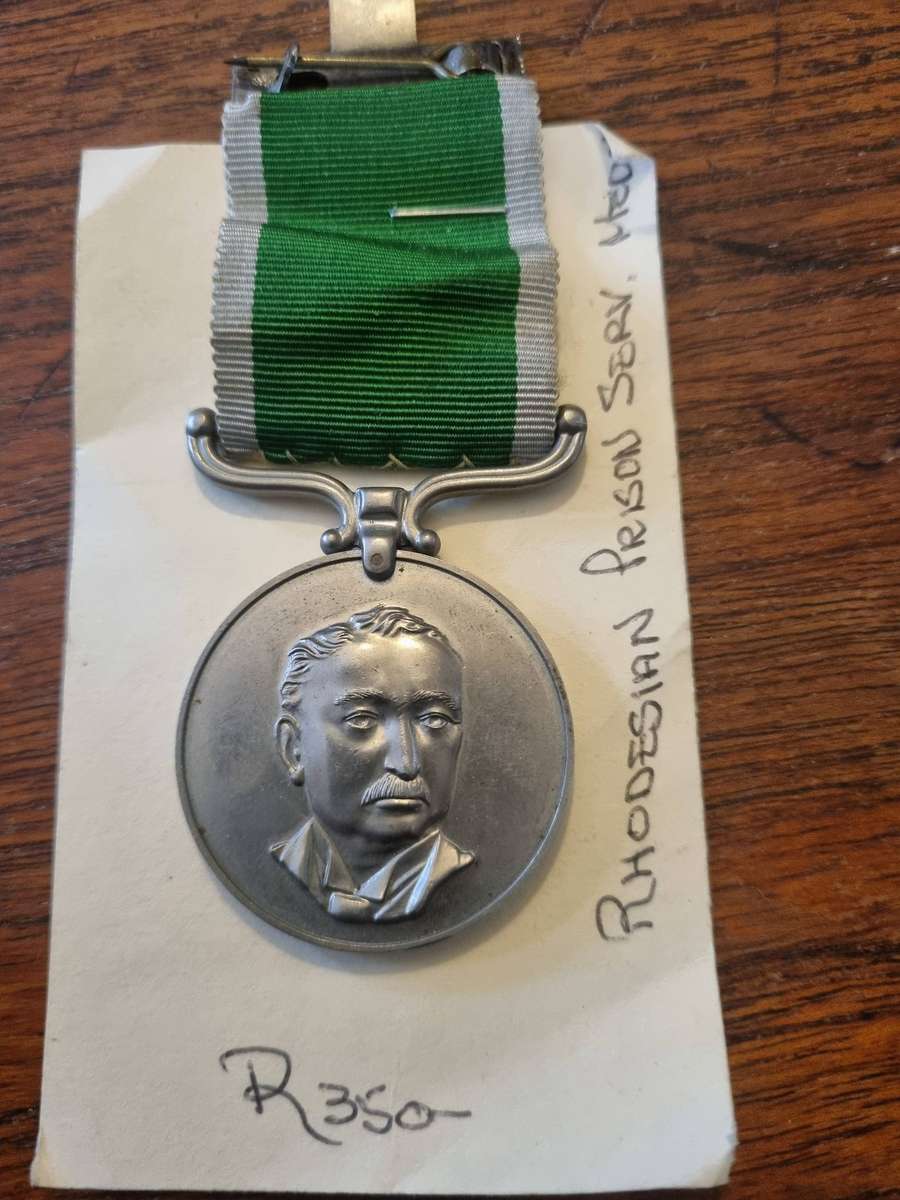 RHODESIAN PRISON SERV. MED
R350